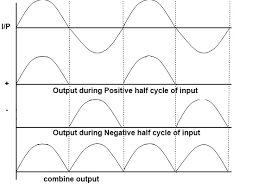 I/P
+
Output during Positive half cycle of input
-
Output during Negative half cycle of input
combine output